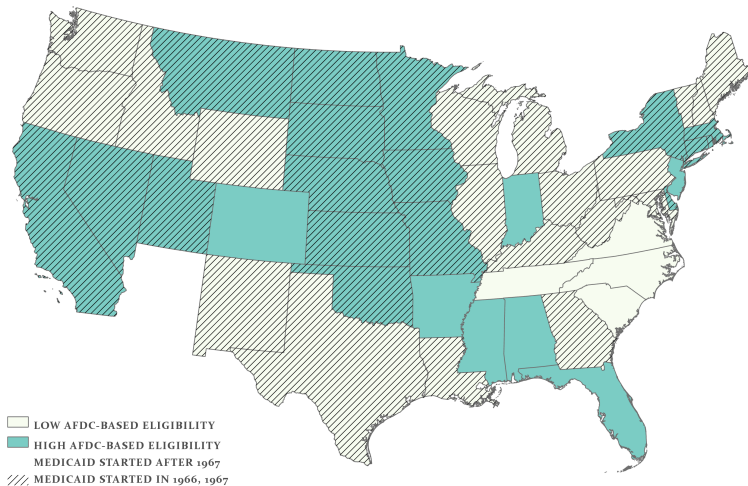 LOW AFDC-BASED ELIGIBILITY
HIGH AFDC-BASED ELIGIBILITY
MEDICAID STARTED AFTER 1967
MEDICAID STARTED IN 1966, 1967